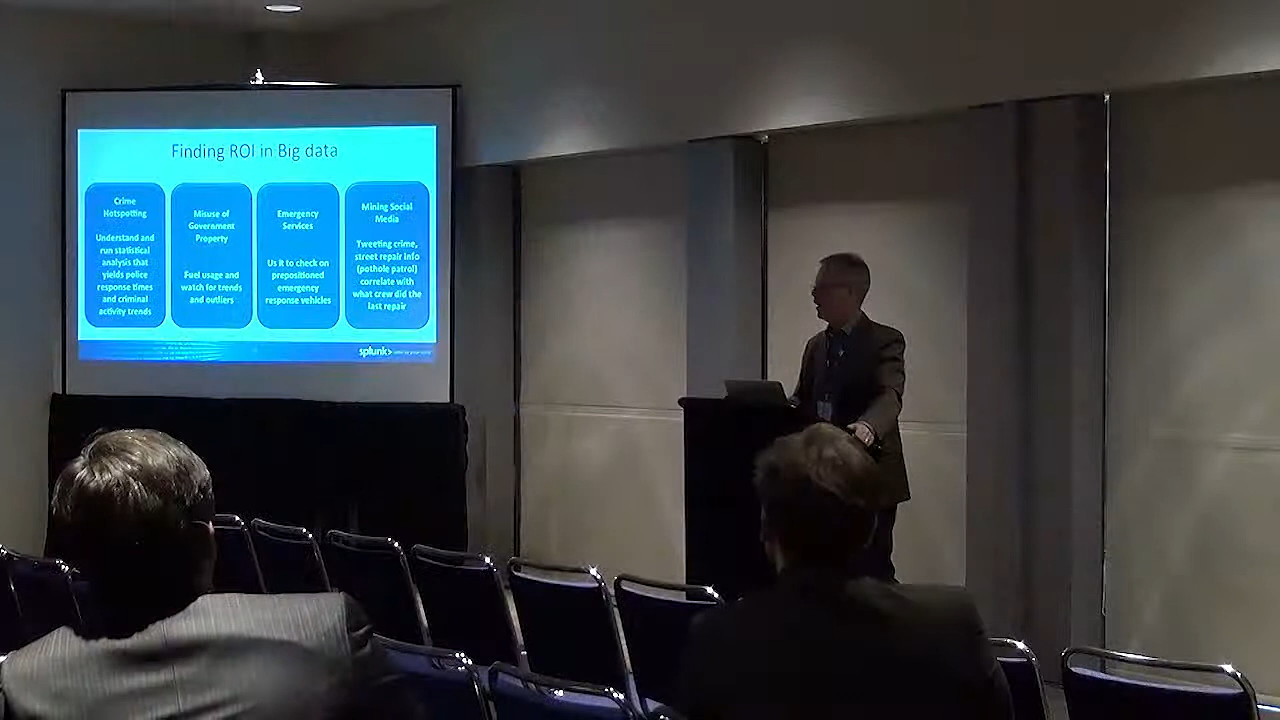 Finding ROI in Big data
Crime
Hotspotting
Understand and
run statistical
analysis that
yields police
response times
and criminal
activity trends
Misuse of
Government
Property
Fuel usage and
watch for trends
and outliers
Emergency
Services
Us it to check on
prepositioned
emergency
response vehicles
Mining Social
Media
Tweeting crime,
street repair info
(pothole patrol)
correlate with
what crew did the
last repair
splunk>